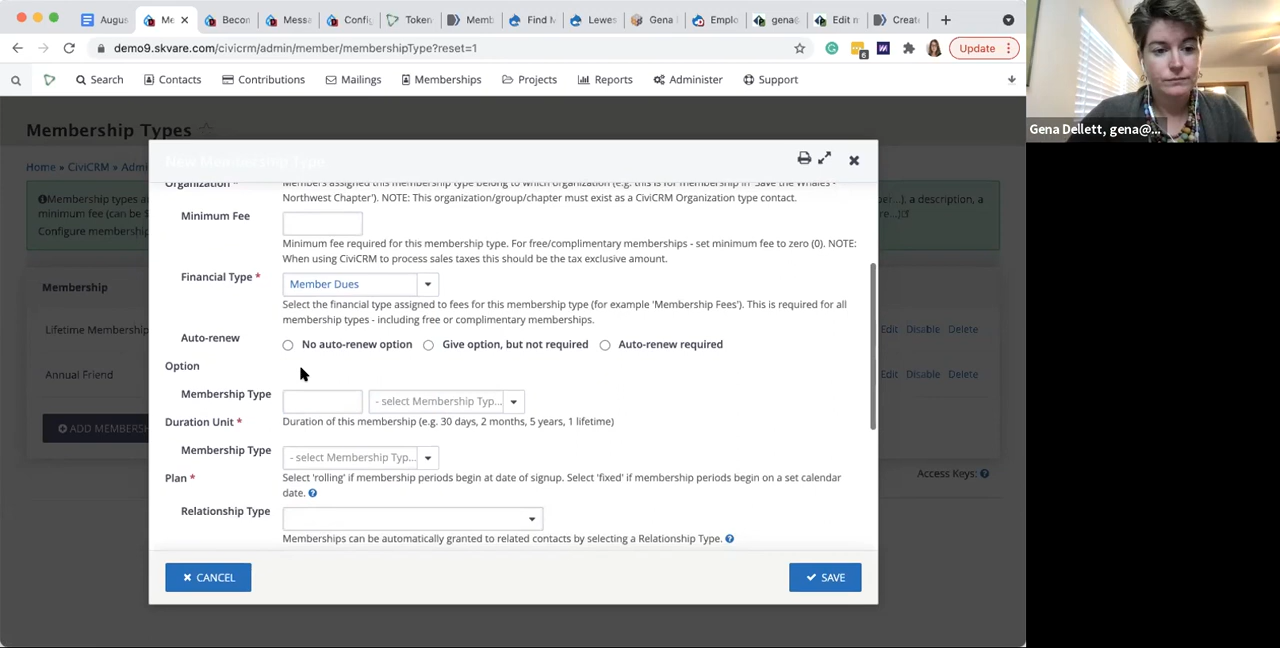 Augus
Me
Becon
Messa
Config
Token
Memb
Find M
Lewes
Gena
Emplo
gena
Edit n
Create
demo9.skvare.com/civicrm/admin/member/membershipType?reset=1
6
Update
Search
Contacts
Contributions
Mailings
Memberships
Projects
Reports
Administer
Support
Gena Dellett, gena@...
Membership Types
Home » CiviCRM » Admi
Membership types a
minimum fee (can be $
Configure membership
ber...), a description, a
...)
Membership
Lifetime Membership
Edit Disable Delete
Annual Friend
Edit Disable Delete
ADD MEMBERSH
Access Keys:
New Membership Type
Organization * Members assigned this membership type belong to which organization (e.g. this is for membership in 'Save the Whales -
Northwest Chapter'). NOTE: This organization/group/chapter must exist as a CiviCRM Organization type contact.
Minimum Fee
Minimum fee required for this membership type. For free/complimentary memberships - set minimum fee to zero (0). NOTE:
When using CiviCRM to process sales taxes this should be the tax exclusive amount.
Financial Type *
Member Dues
Select the financial type assigned to fees for this membership type (for example 'Membership Fees'). This is required for all
membership types - including free or complimentary memberships.
Auto-renew
Option
No auto-renew option
Give option, but not required
Auto-renew required
Membership Type
Duration Unit *
- select Membership Typ...
Duration of this membership (e.g. 30 days, 2 months, 5 years, 1 lifetime)
Membership Type
Plan *
- select Membership Typ...
Select 'rolling' if membership periods begin at date of signup. Select 'fixed' if membership periods begin on a set calendar
date.
Relationship Type
Memberships can be automatically granted to related contacts by selecting a Relationship Type.
CANCEL
SAVE